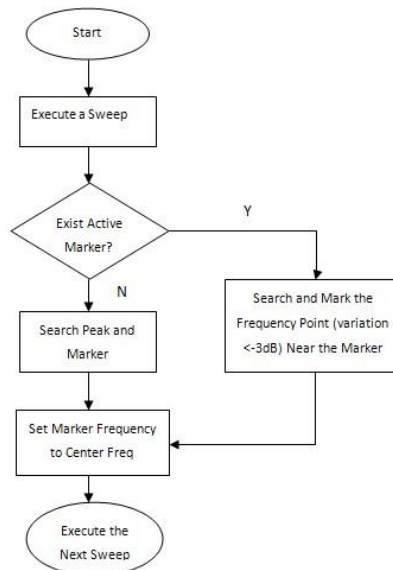 Start
Execute a Sweep
Exist Active
Marker?
Y
N
Search Peak and
Marker
Search and Mark the
Frequency Point (variation
<-3dB) Near the Marker
Set Marker Frequency
to Center Freq
Execute the
Next Sweep